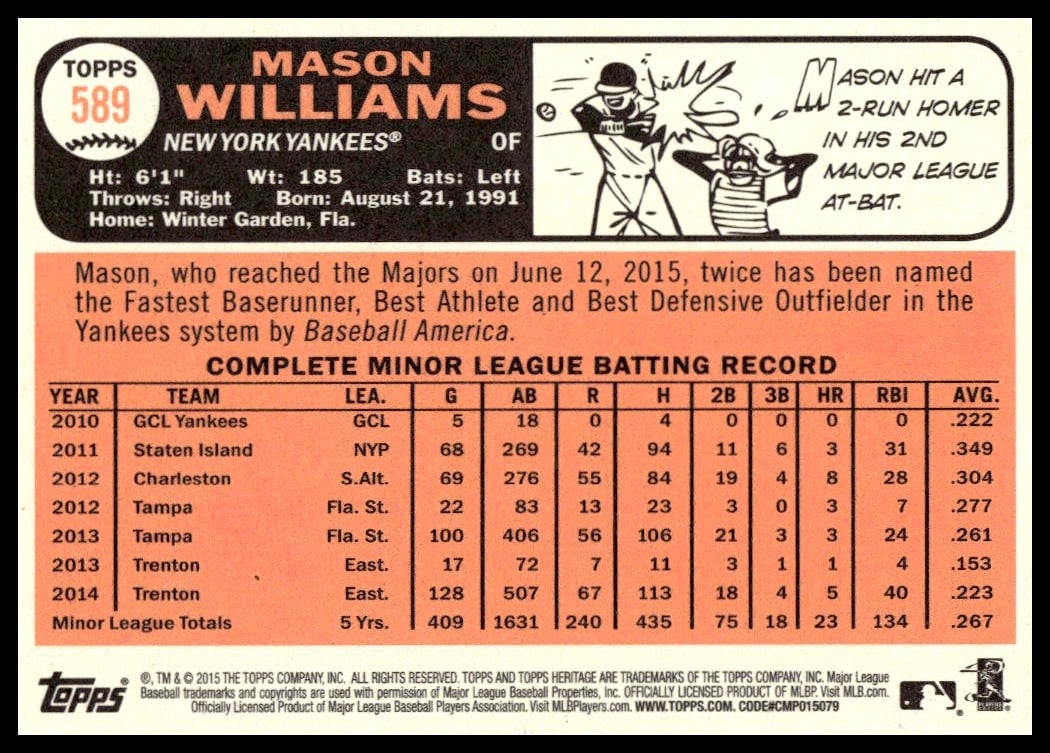 TOPPS
589
MASON
WILLIAMS
NEW YORK YANKEES® OF
Ht: 6'1" Wt: 185 Bats: Left
Throws: Right Born: August 21, 1991
Home: Winter Garden, Fla.
MASON HIT A
2-RUN HOMER
IN HIS 2ND
MAJOR LEAGUE
AT-BAT.
Mason, who reached the Majors on June 12, 2015, twice has been named
the Fastest Baserunner, Best Athlete and Best Defensive Outfielder in the
Yankees system by Baseball America.
COMPLETE MINOR LEAGUE BATTING RECORD
YEAR TEAM LEA. G AB R H 2B 3B HR RBI AVG.
2010 GCL Yankees GCL 5 18 0 4 0 0 0 0 .222
2011 Staten Island NYP 68 269 42 94 11 6 3 31 .349
2012 Charleston S.Alt. 69 276 55 84 19 4 8 28 .304
2012 Tampa Fla. St. 22 83 13 23 3 0 3 7 .277
2013 Tampa Fla. St. 100 406 56 106 21 3 3 24 .261
2013 Trenton East. 17 72 7 11 3 1 1 4 .153
2014 Trenton East. 128 507 67 113 18 4 5 40 .223
Minor League Totals 5 Yrs. 409 1631 240 435 75 18 23 134 .267
Topps®
®, TM & © 2015 THE TOPPS COMPANY, INC. ALL RIGHTS RESERVED. TOPPS AND TOPPS HERITAGE ARE TRADEMARKS OF THE TOPPS COMPANY, INC. Major League
Baseball trademarks and copyrights are used with permission of Major League Baseball Properties, Inc. OFFICIALLY LICENSED PRODUCT OF MLBP. Visit MLB.com.
Officially Licensed Product of Major League Baseball Players Association. Visit MLBPlayers.com. WWW.TOPPS.COM. CODE#CMP015079